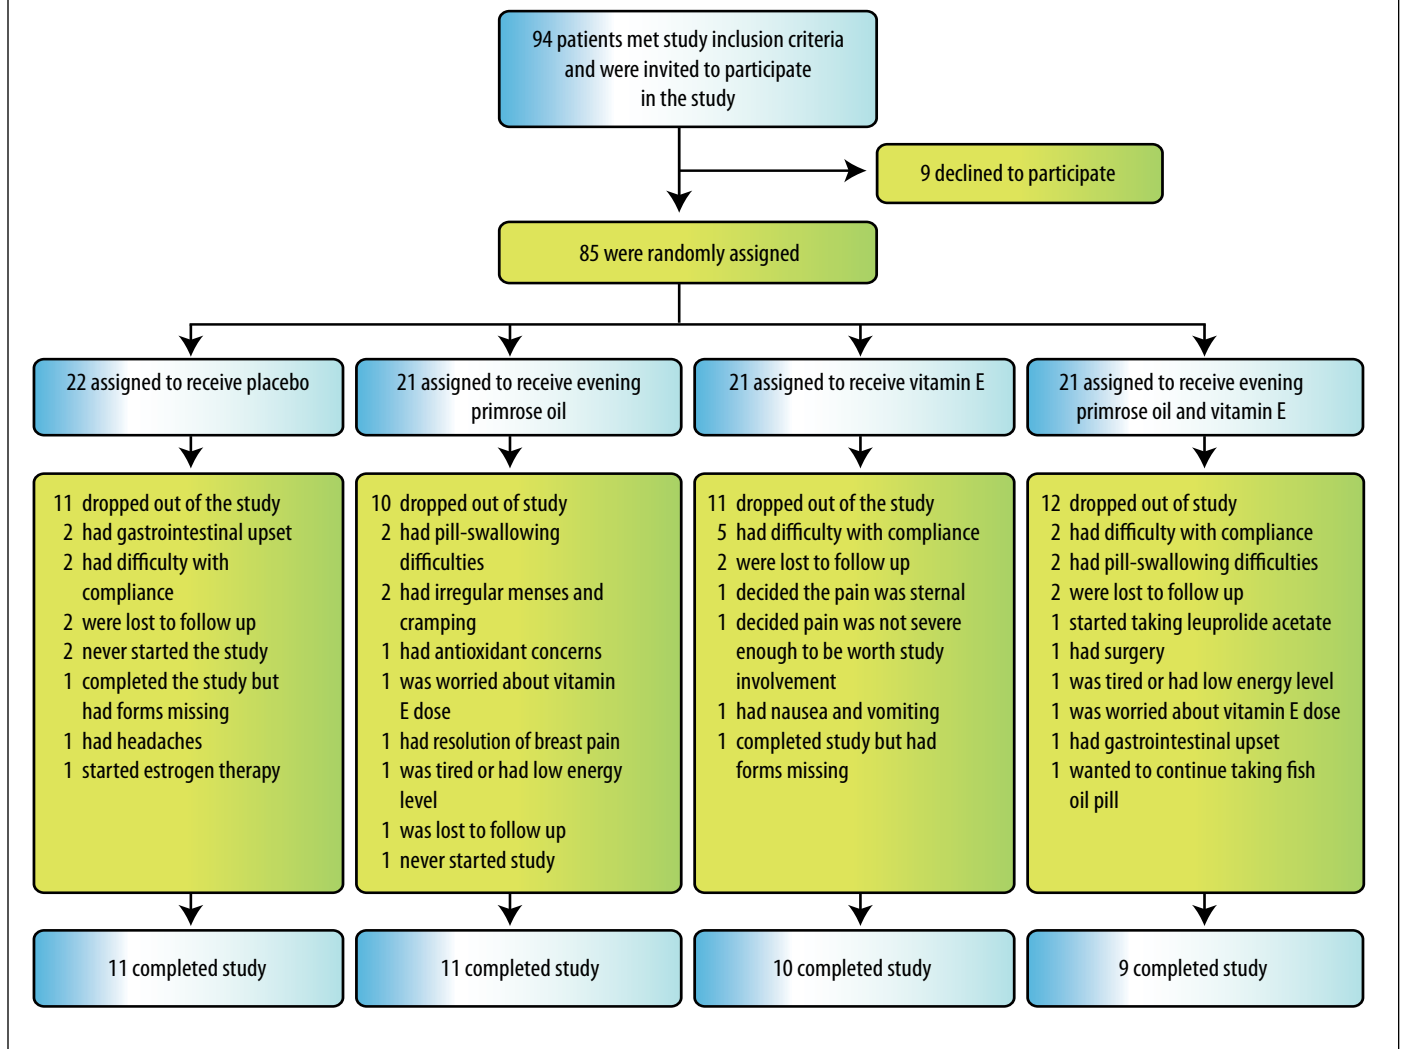 94 patients met study inclusion criteria
and were invited to participate
in the study
9 declined to participate
85 were randomly assigned
22 assigned to receive placebo
21 assigned to receive evening
primrose oil
21 assigned to receive vitamin E
21 assigned to receive evening
primrose oil and vitamin E
11 dropped out of the study
2 had gastrointestinal upset
2 had difficulty with
compliance
2 were lost to follow up
2 never started the study
1 completed the study but
had forms missing
1 had headaches
1 started estrogen therapy
10 dropped out of study
2 had pill-swallowing
difficulties
2 had irregular menses and
cramping
1 had antioxidant concerns
1 was worried about vitamin
E dose
1 had resolution of breast pain
1 was tired or had low energy
level
1 was lost to follow up
1 never started study
11 dropped out of the study
5 had difficulty with compliance
2 were lost to follow up
1 decided the pain was sternal
1 decided pain was not severe
enough to be worth study
involvement
1 had nausea and vomiting
1 completed study but had
forms missing
12 dropped out of study
2 had difficulty with compliance
2 had pill-swallowing difficulties
2 were lost to follow up
1 started taking leuprolide acetate
1 had surgery
1 was tired or had low energy level
1 was worried about vitamin E dose
1 had gastrointestinal upset
1 wanted to continue taking fish
oil pill
11 completed study
11 completed study
10 completed study
9 completed study